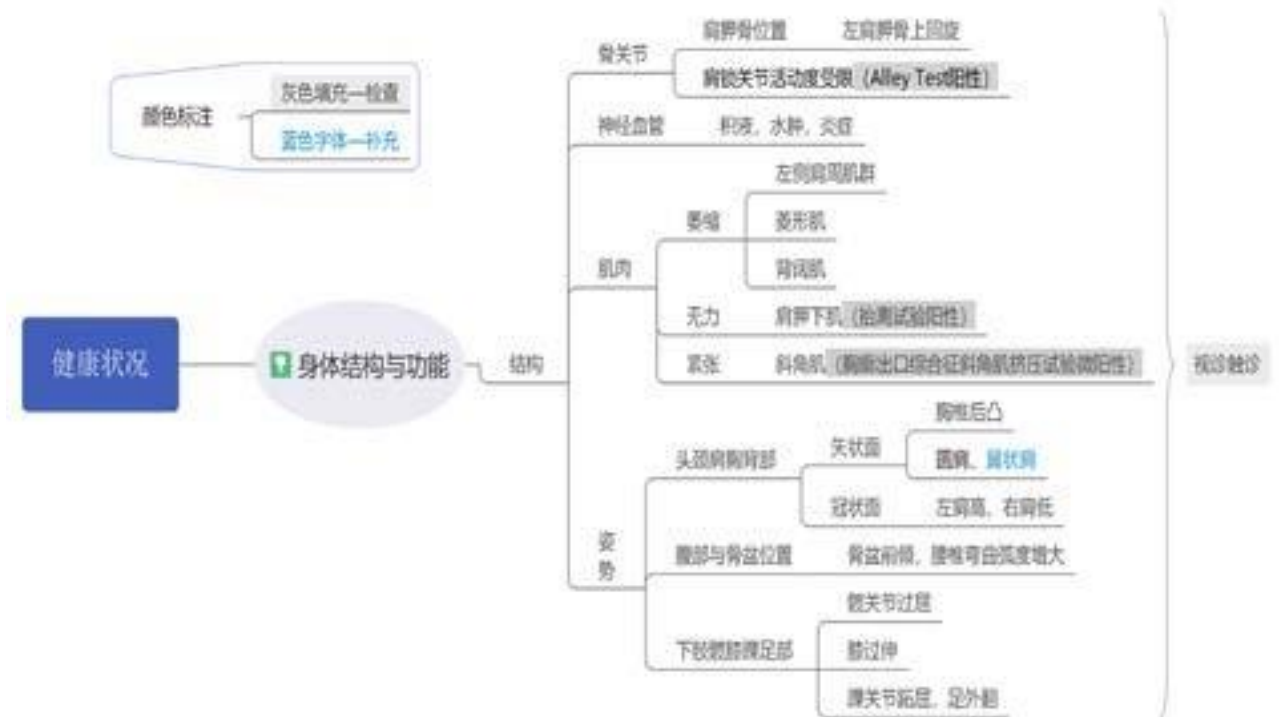 颜色标注
灰色填充—检查
蓝色字体—补充
健康状况
身体结构与功能
结构
骨关节
肩胛骨位置
左肩胛骨上回旋
肩锁关节活动度受限（Alley Test阳性）
神经血管
积液，水肿，炎症
肌肉
萎缩
左侧肩周肌群
菱形肌
背阔肌
无力
肩胛下肌（抬离试验阳性）
紧张
斜角肌（胸廓出口综合征斜角肌挤压试验微阳性）
姿势
头颈肩胸背部
矢状面
胸椎后凸
圆肩、翼状肩
冠状面
左肩高，右肩低
腹部与骨盆位置
骨盆前倾，腰椎弯曲弧度增大
下肢髋膝踝足部
髋关节过屈
膝过伸
踝关节跖屈，足外翻
视诊触诊